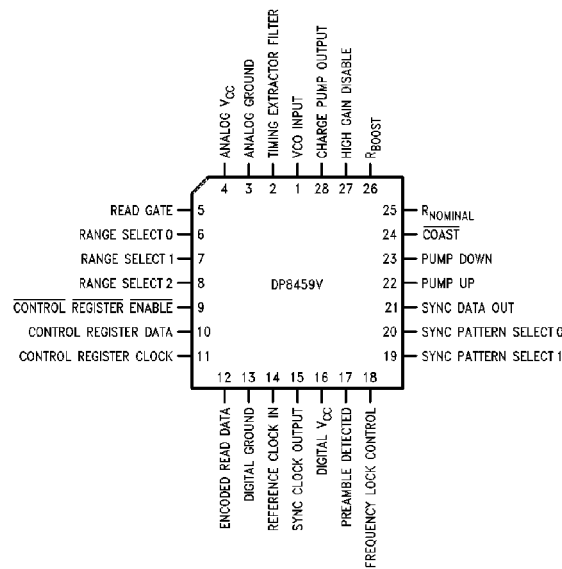 ANALOG VCC
ANALOG GROUND
TIMING EXTRACTOR FILTER
VCO INPUT
CHARGE PUMP OUTPUT
HIGH GAIN DISABLE
RBOOST
4 3 2 1 28 27 26
READ GATE 5
RANGE SELECT 0 6
RANGE SELECT 1 7
RANGE SELECT 2 8
CONTROL REGISTER ENABLE 9
CONTROL REGISTER DATA 10
CONTROL REGISTER CLOCK 11
DP8459V
25 RNOMINAL
24 COAST
23 PUMP DOWN
22 PUMP UP
21 SYNC DATA OUT
20 SYNC PATTERN SELECT 0
19 SYNC PATTERN SELECT 1
12 13 14 15 16 17 18
ENCODED READ DATA
DIGITAL GROUND
REFERENCE CLOCK IN
SYNC CLOCK OUTPUT
DIGITAL VCC
PREAMBLE DETECTED
FREQUENCY LOCK CONTROL